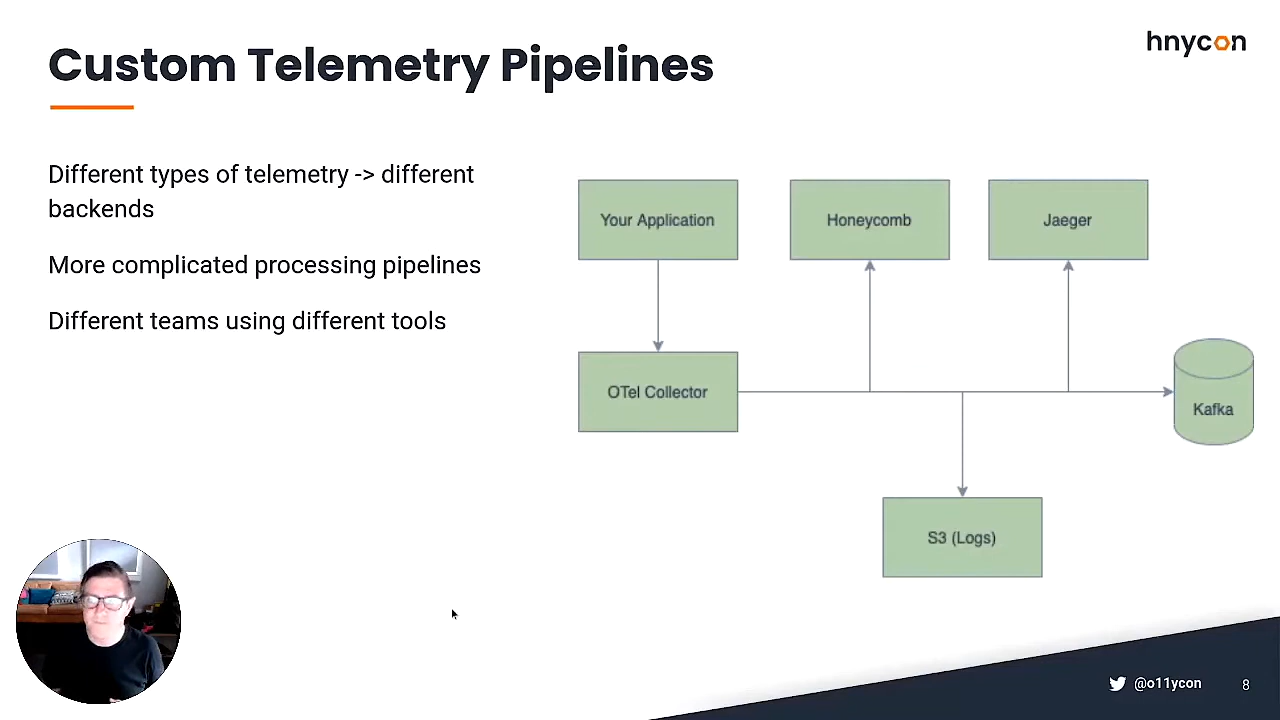 Custom Telemetry Pipelines
hnycon
Different types of telemetry -> different
backends
More complicated processing pipelines
Different teams using different tools
Your Application
Honeycomb
Jaeger
OTel Collector
Kafka
S3 (Logs)
@o11ycon
8